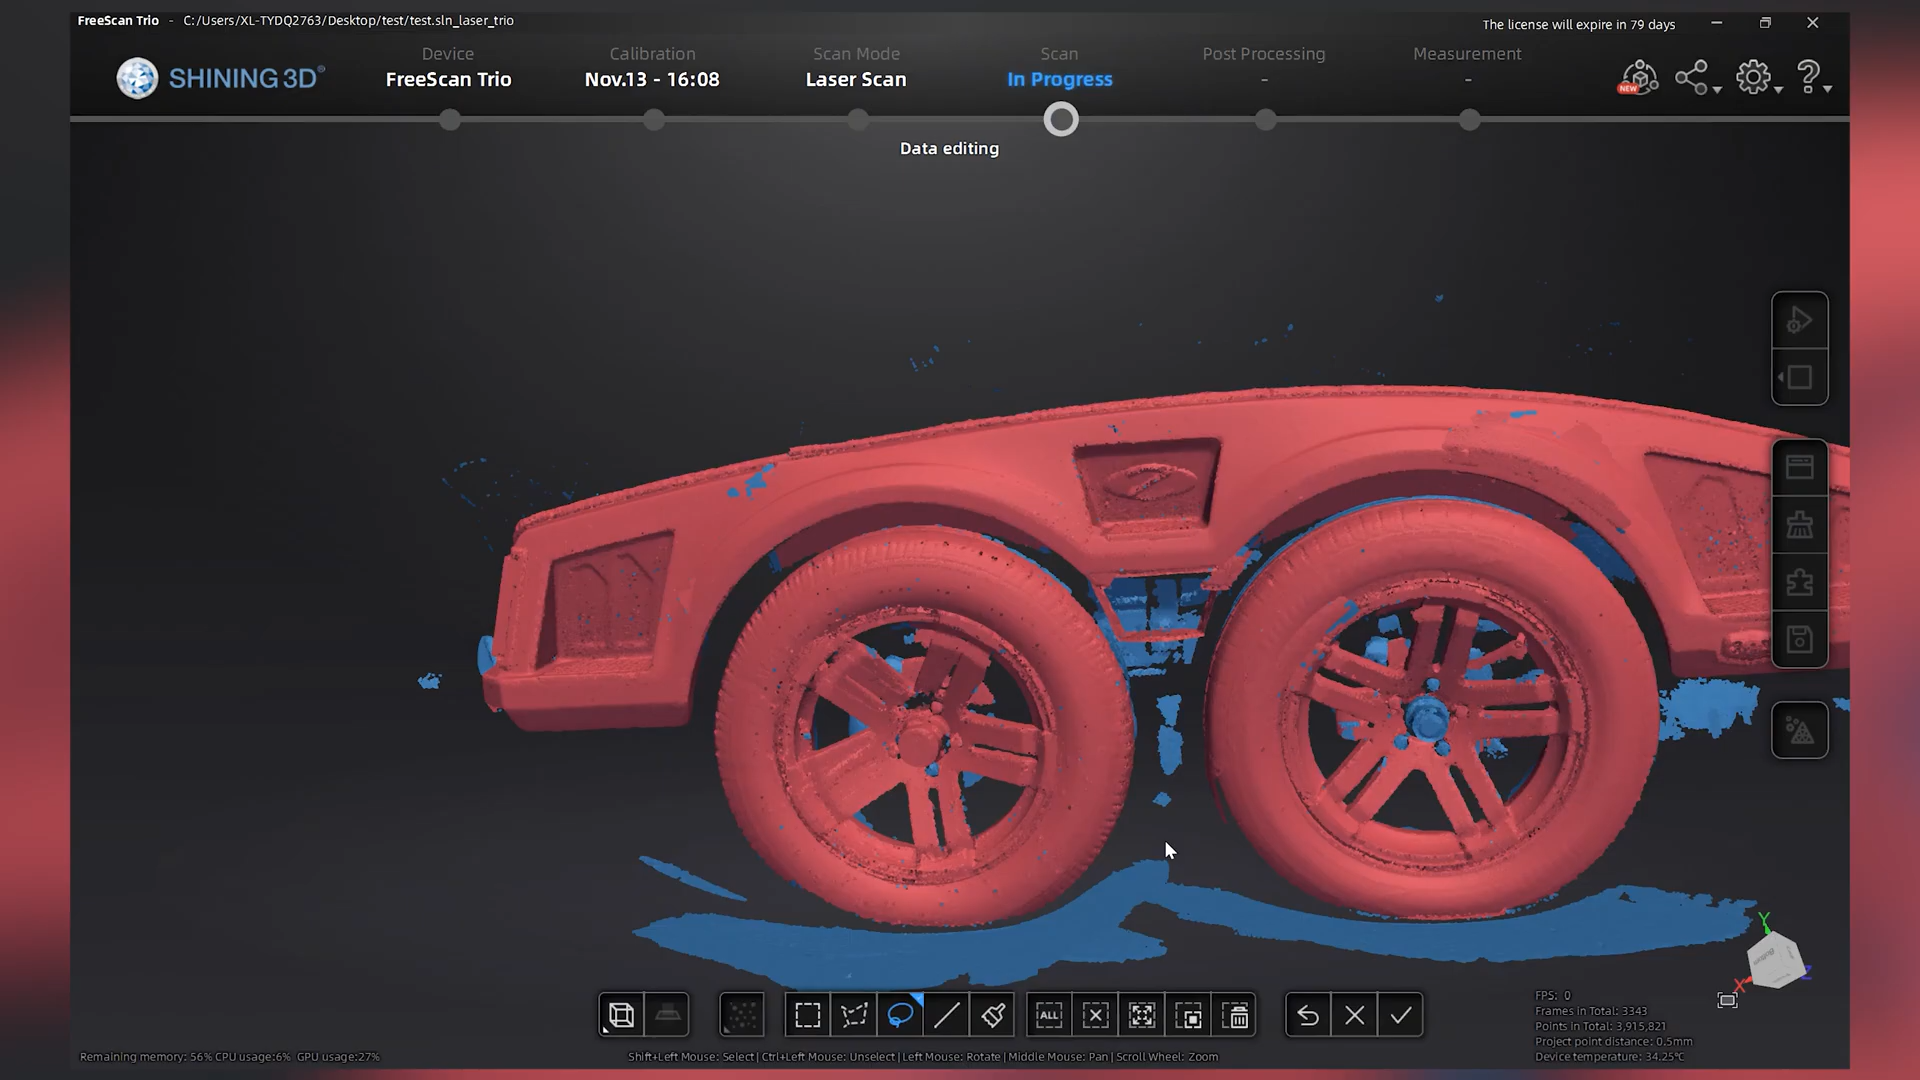 FreeScan Trio - C:/Users/XL-TYDQ2763/Desktop/test/test.sln_laser_trio
The license will expire in 79 days
SHINING 3D®
Device
FreeScan Trio
Calibration
Nov.13 - 16:08
Scan Mode
Laser Scan
Scan
In Progress
Post Processing
-
Measurement
-
NEW
Data editing
Y
X
Z
ALL
FPS: 0
Frames in Total: 3343
Points in Total: 3,915,821
Project point distance: 0.5mm
Device temperature: 34.25℃
Remaining memory: 56% CPU usage:6% GPU usage:27%
Shift+Left Mouse: Select | Ctrl+Left Mouse: Unselect | Left Mouse: Rotate | Middle Mouse: Pan | Scroll Wheel: Zoom